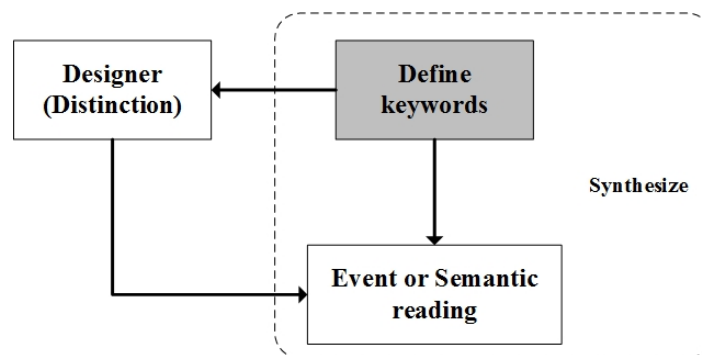 Designer
(Distinction)
Define
keywords
Synthesize
Event or Semantic
reading